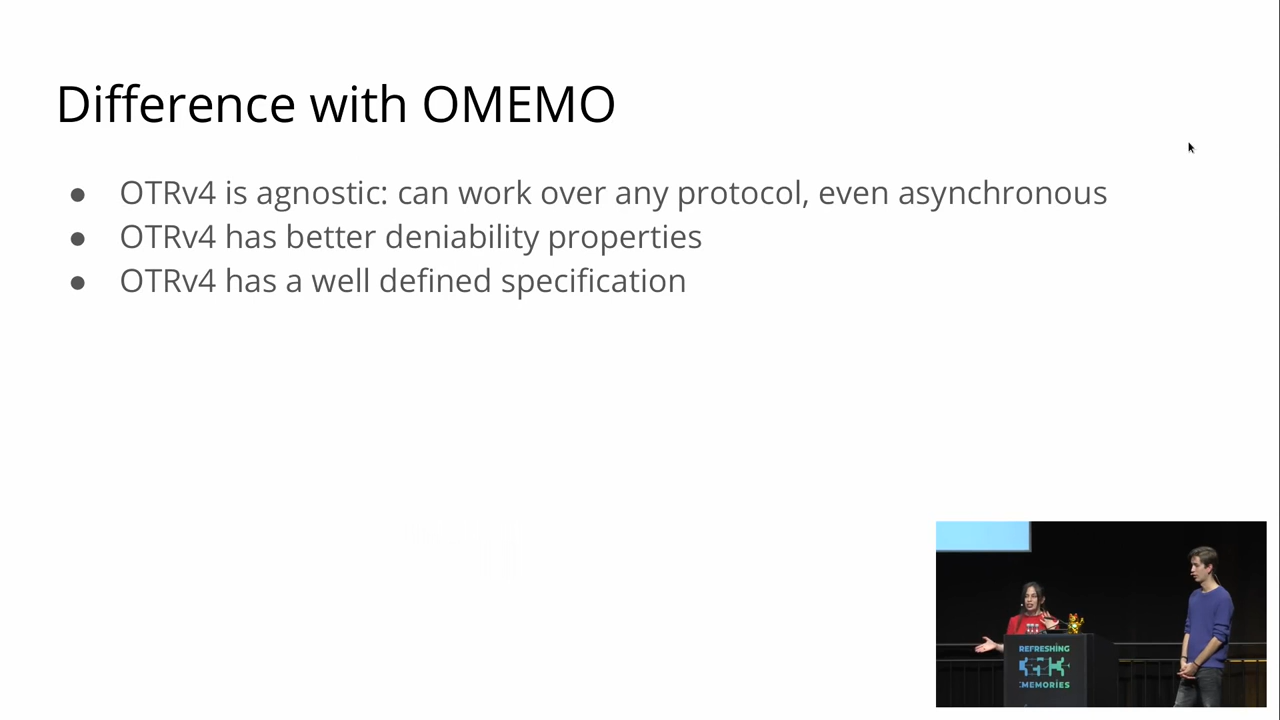 Difference with OMEMO
● OTRv4 is agnostic: can work over any protocol, even asynchronous
● OTRv4 has better deniability properties
● OTRv4 has a well defined specification
REFRESHING
MEMORIES